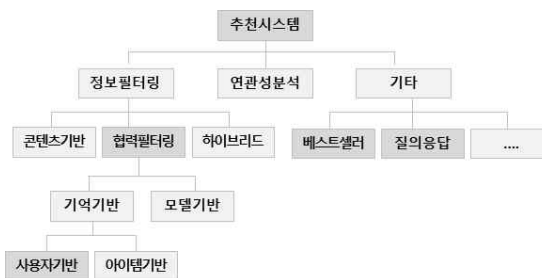 추천시스템
정보필터링 연관성분석 기타
콘텐츠기반 협력필터링 하이브리드 베스트셀러 질의응답 ....
기억기반 모델기반
사용자기반 아이템기반